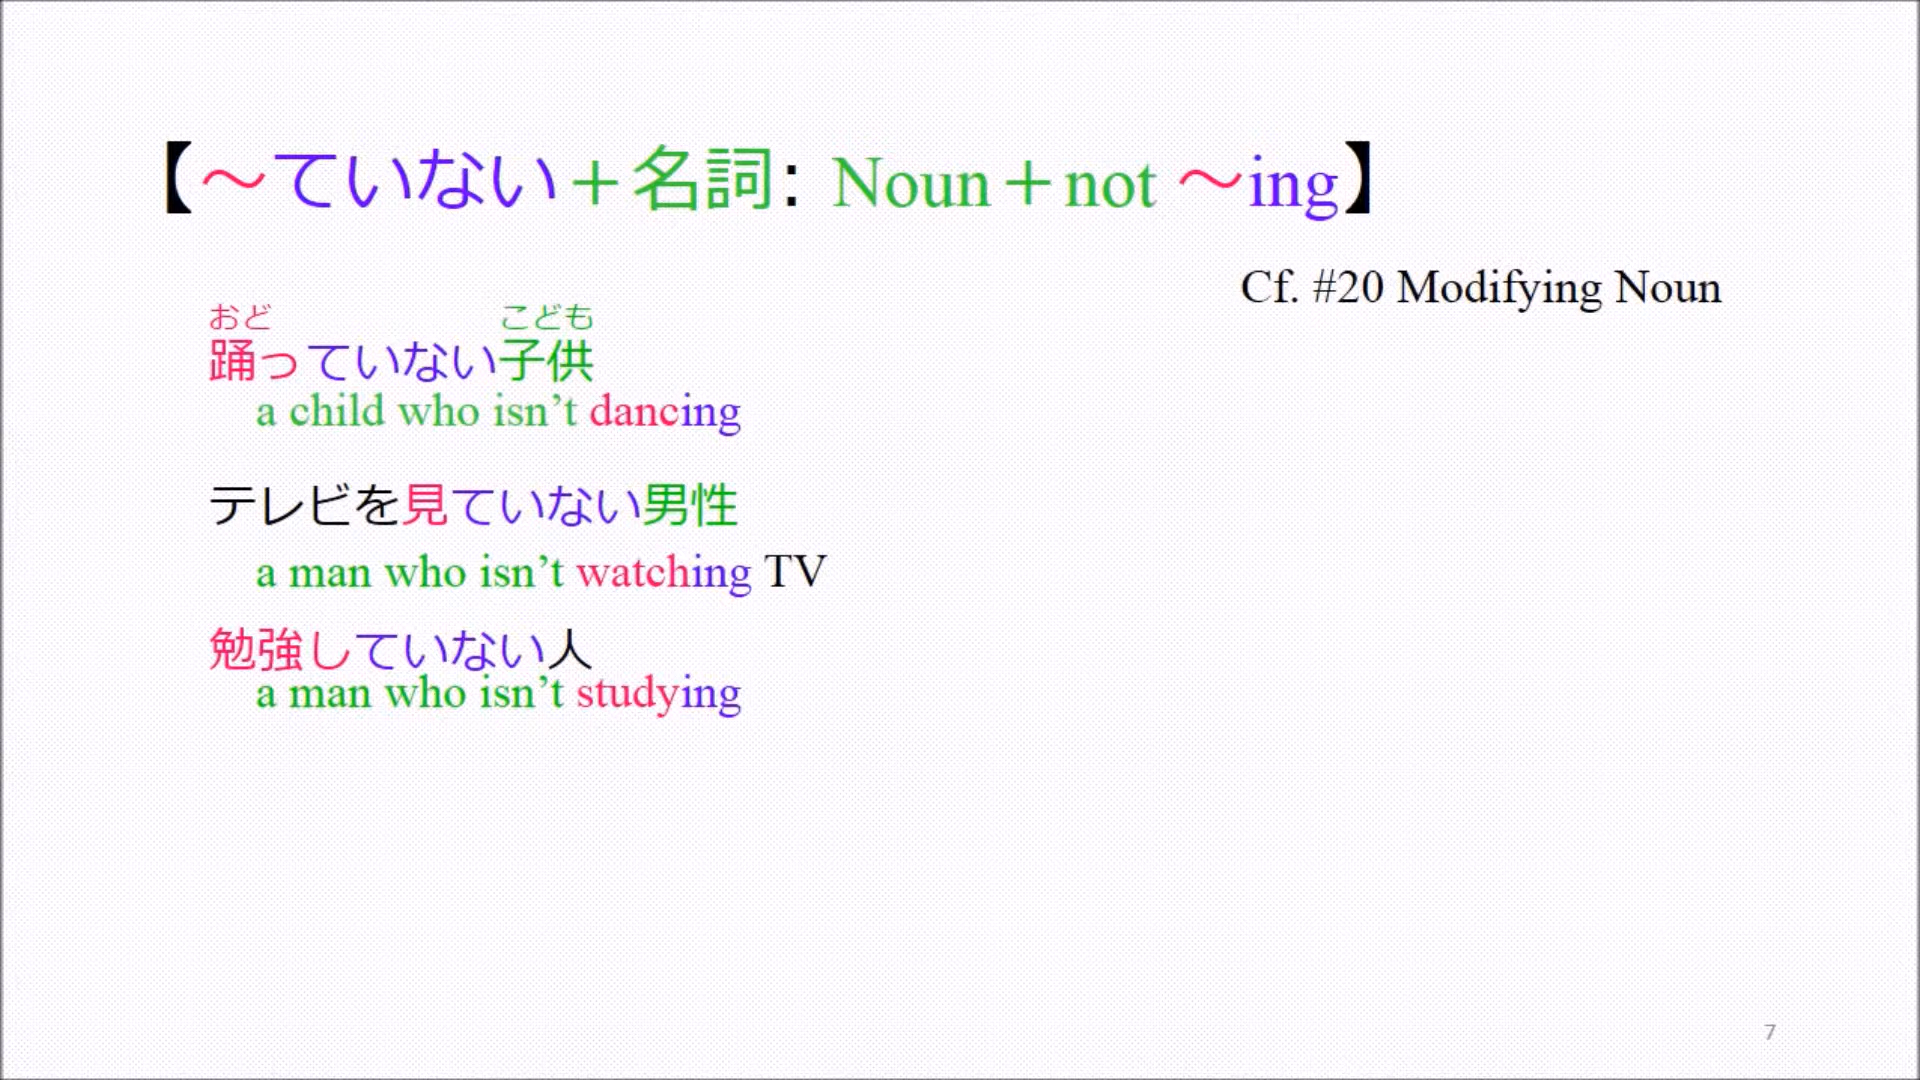 【～ていない＋名詞: Noun＋not ～ing】
Cf. #20 Modifying Noun
おど こども
踊っていない子供
a child who isn’t dancing
テレビを見ていない男性
a man who isn’t watching TV
勉強していない人
a man who isn’t studying
7